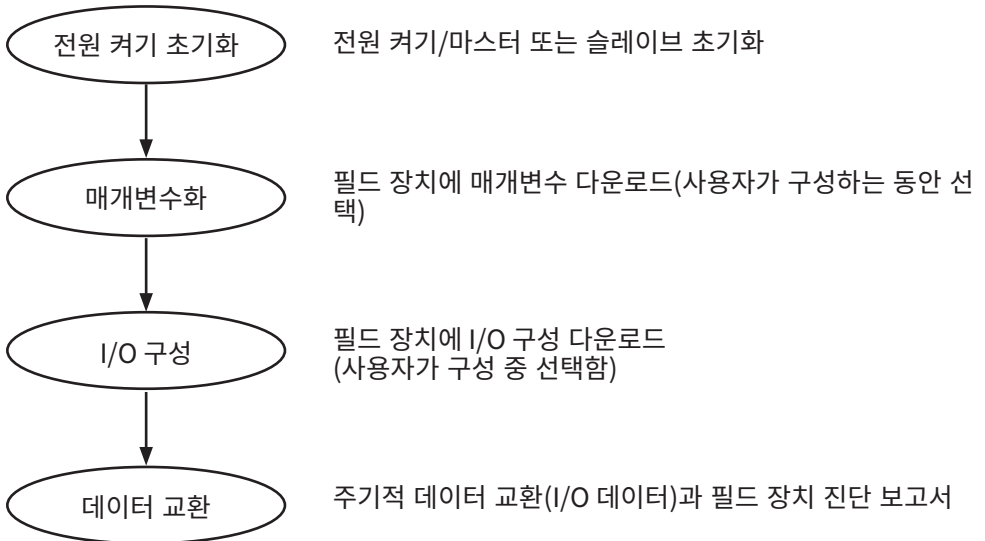 전원 켜기 초기화
전원 켜기/마스터 또는 슬레이브 초기화
매개변수화
필드 장치에 매개변수 다운로드(사용자가 구성하는 동안 선
택)
I/O 구성
필드 장치에 I/O 구성 다운로드
(사용자가 구성 중 선택함)
데이터 교환
주기적 데이터 교환(I/O 데이터)과 필드 장치 진단 보고서